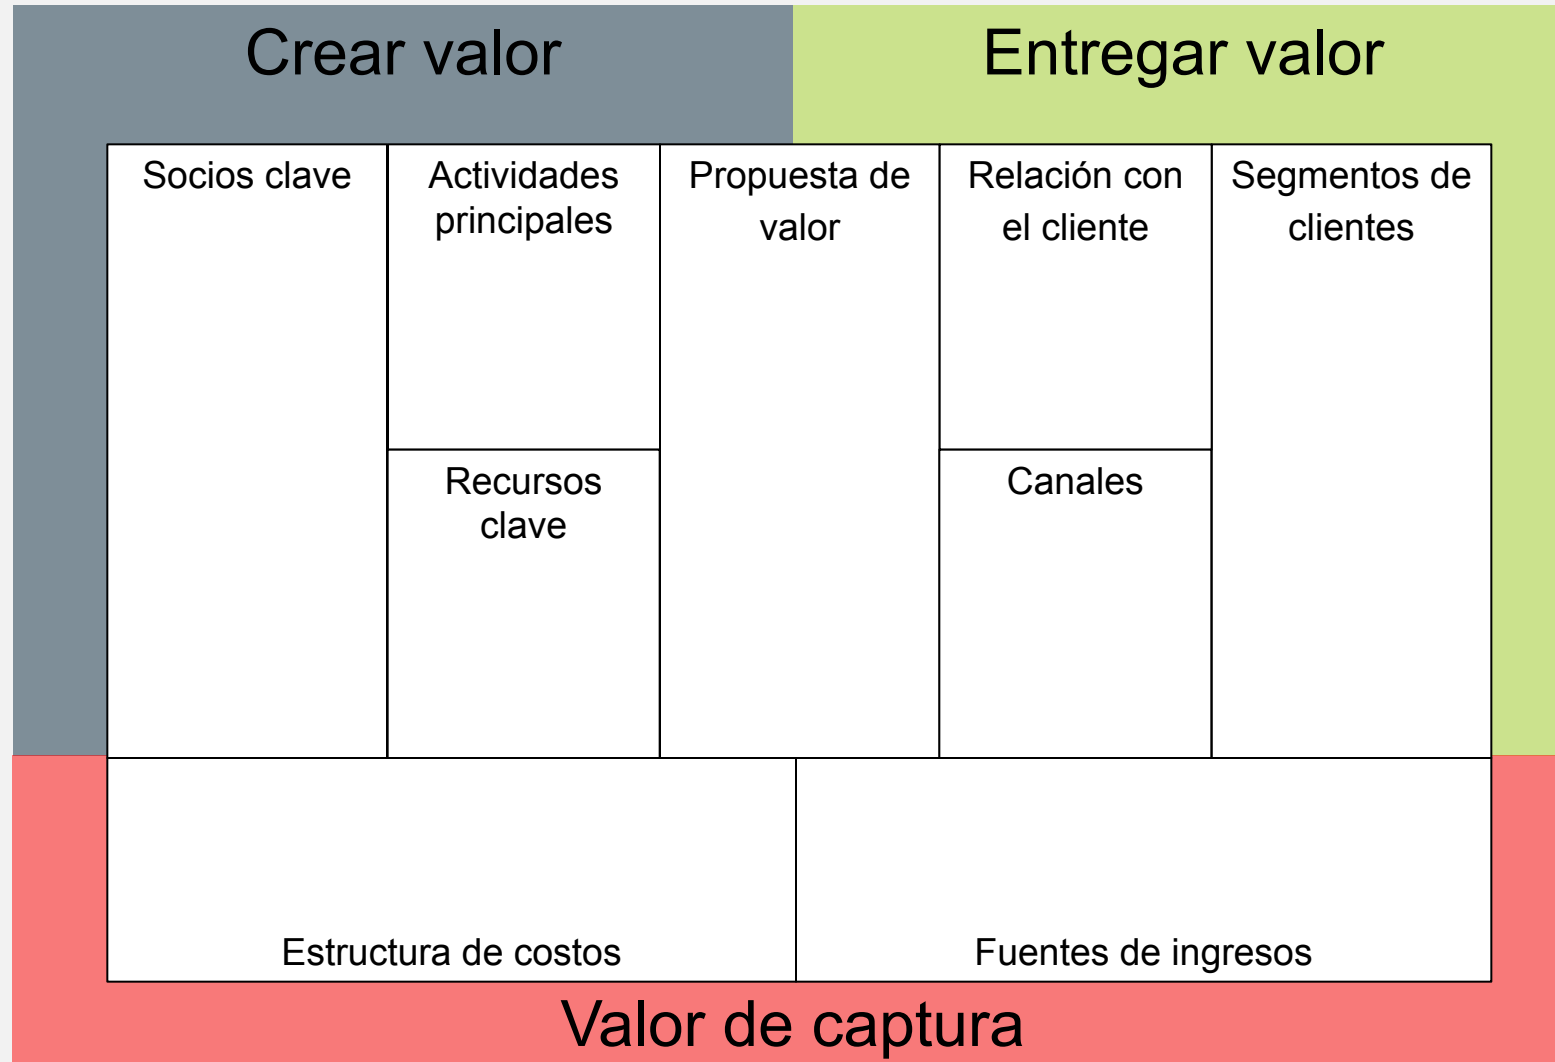 Crear valor
Entregar valor
Socios clave
Actividades
principales
Propuesta de
valor
Relación con
el cliente
Segmentos de
clientes
Recursos
clave
Canales
Estructura de costos
Fuentes de ingresos
Valor de captura